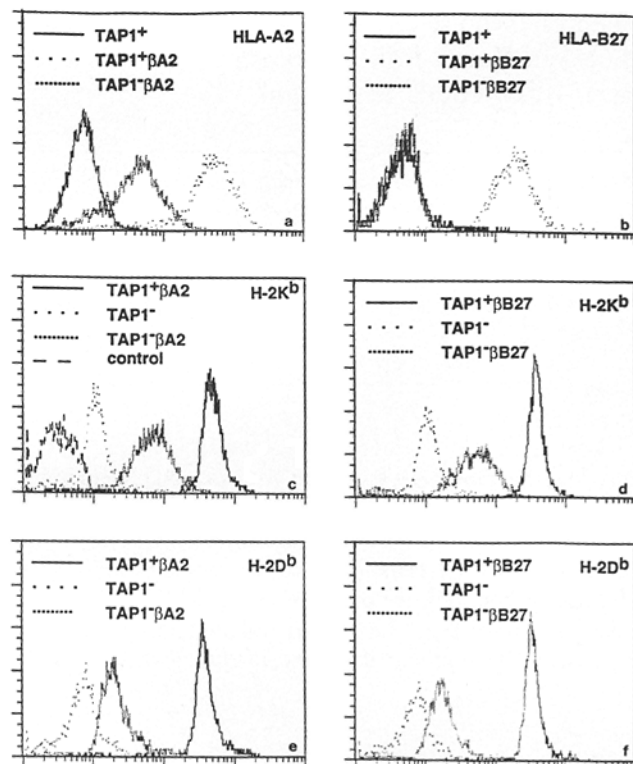 TAP1⁺ HLA-A2
TAP1⁺βA2
TAP1⁻βA2
a
TAP1⁺ HLA-B27
TAP1⁺βB27
TAP1⁻βB27
b
TAP1⁺βA2 H-2Kᵇ
TAP1⁻
TAP1⁻βA2
control
c
TAP1⁺βB27 H-2Kᵇ
TAP1⁻
TAP1⁻βB27
d
TAP1⁺βA2 H-2Dᵇ
TAP1⁻
TAP1⁻βA2
e
TAP1⁺βB27 H-2Dᵇ
TAP1⁻
TAP1⁻βB27
f